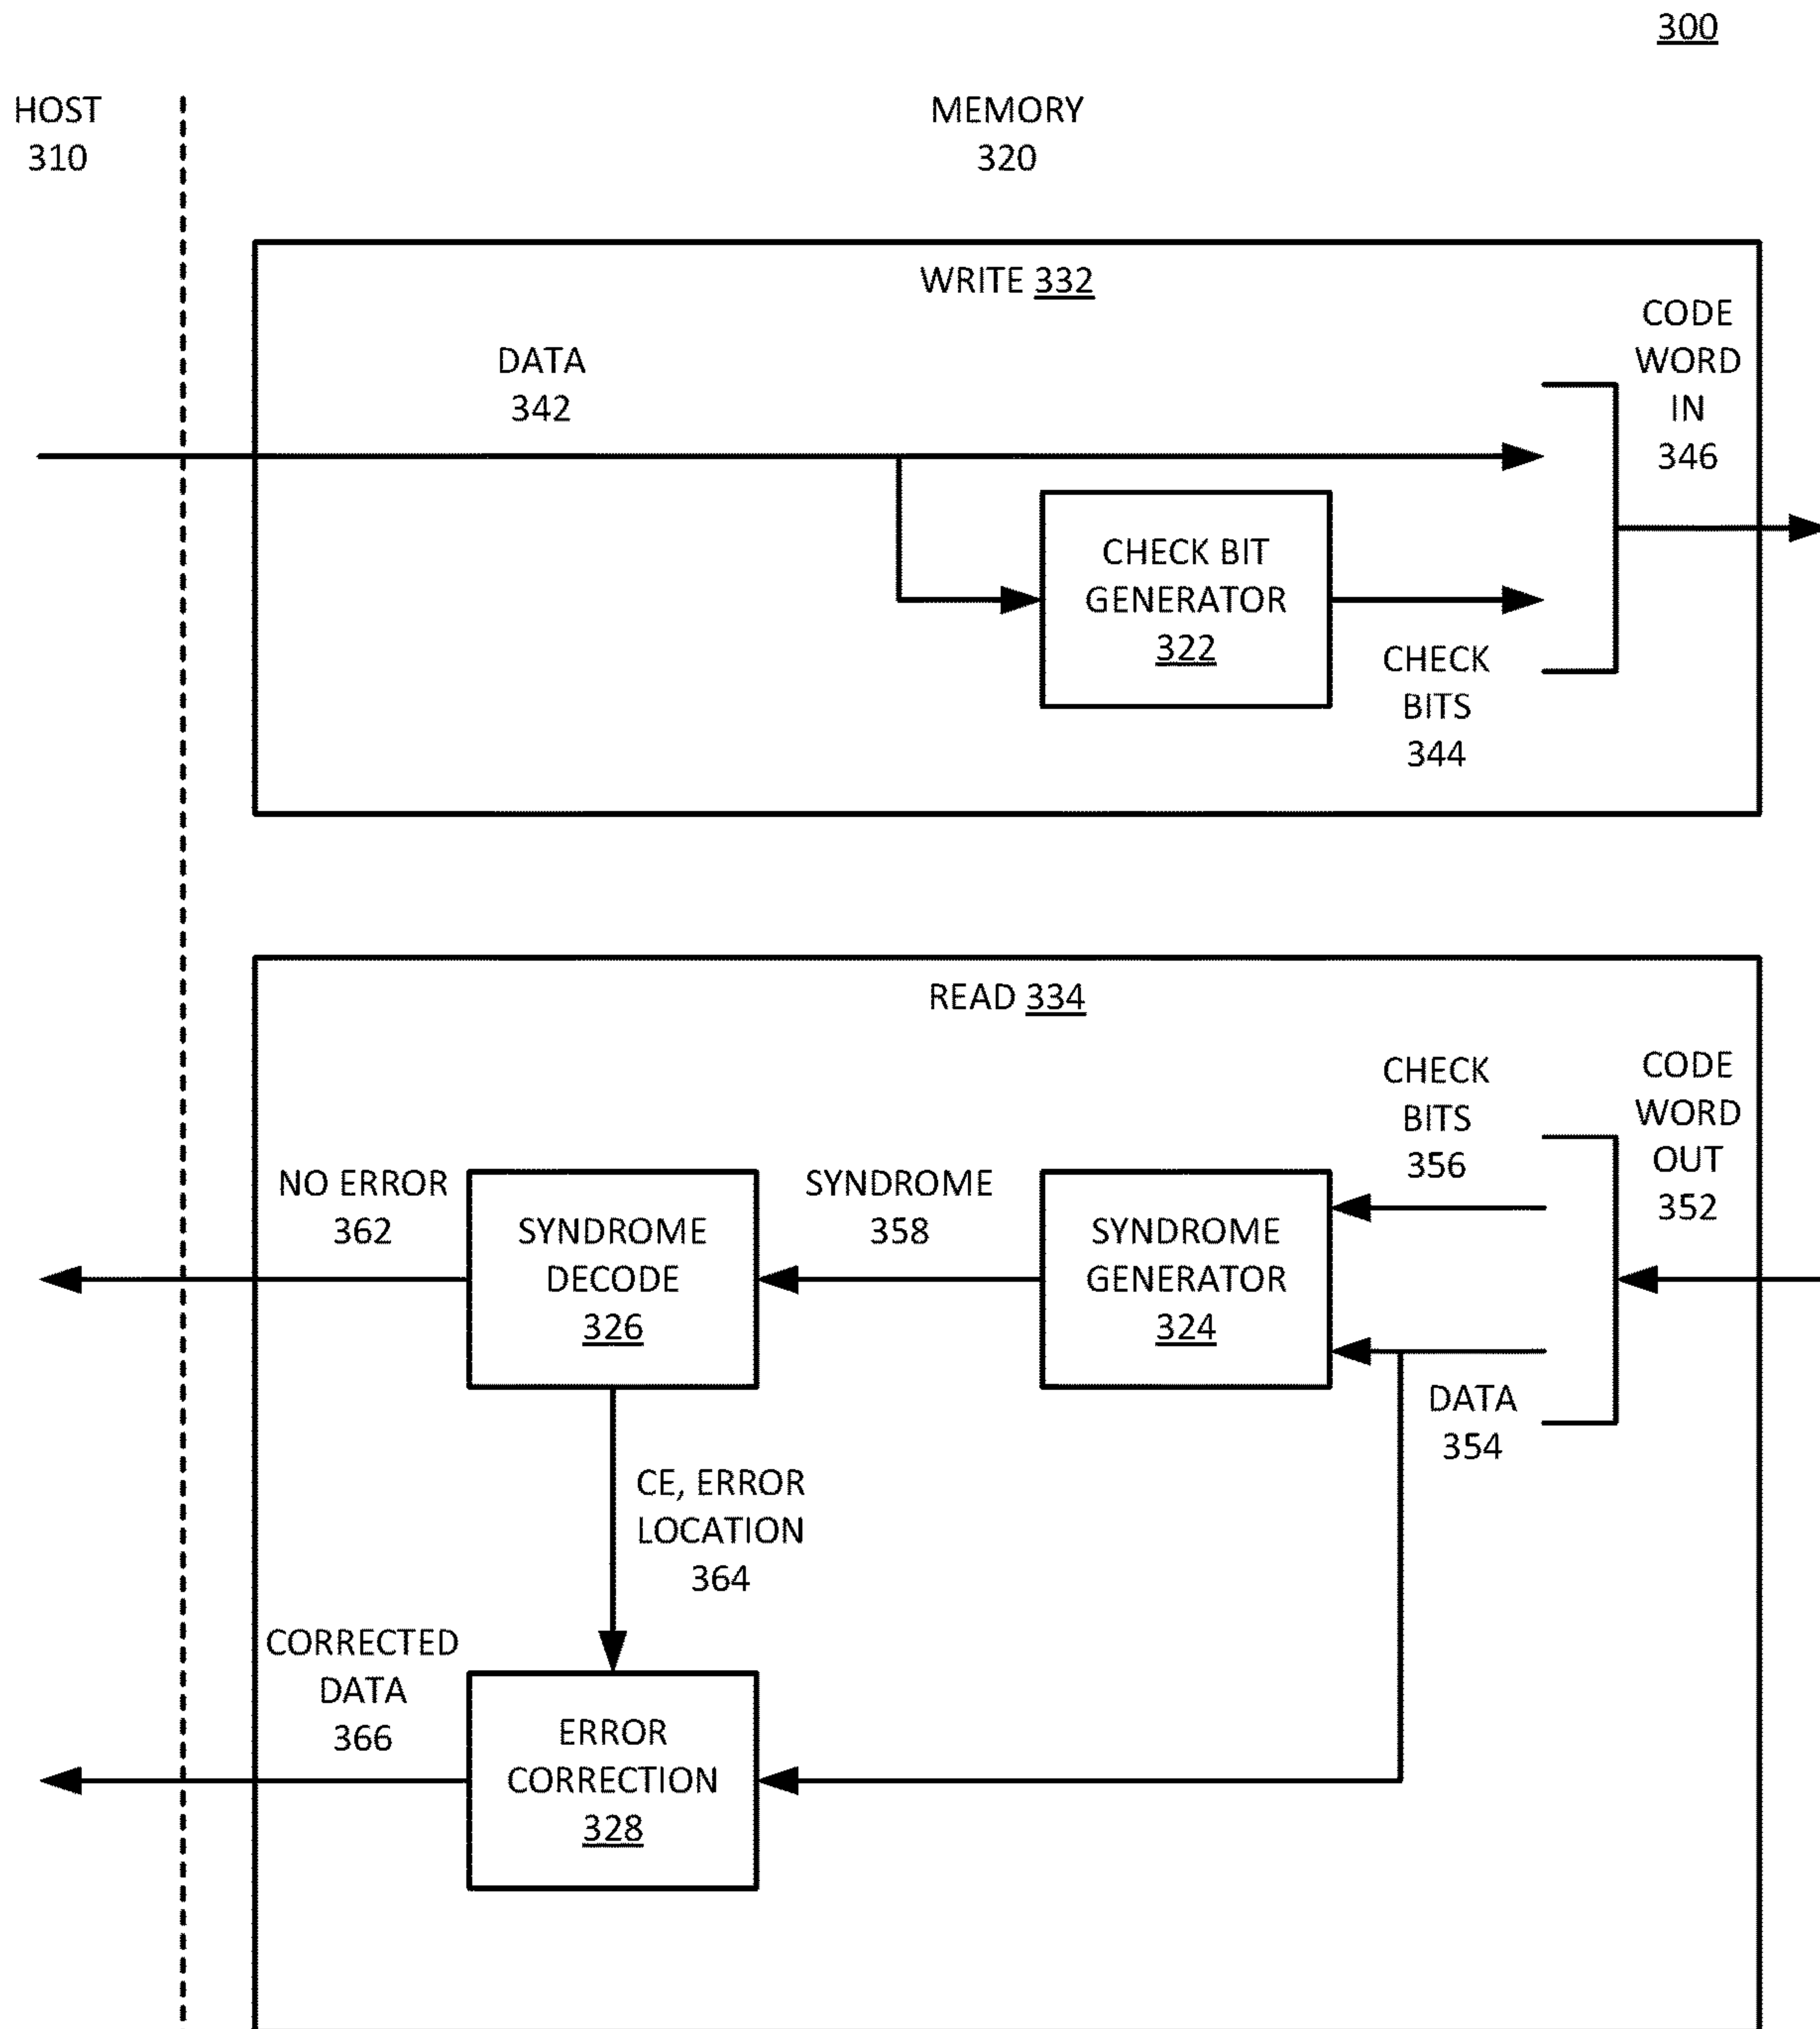 300
HOST
310
MEMORY
320
WRITE 332
DATA
342
CODE
WORD
IN
346
CHECK BIT
GENERATOR
322
CHECK
BITS
344
READ 334
CHECK
BITS
356
CODE
WORD
OUT
352
NO ERROR
362
SYNDROME
DECODE
326
SYNDROME
358
SYNDROME
GENERATOR
324
DATA
354
CE, ERROR
LOCATION
364
CORRECTED
DATA
366
ERROR
CORRECTION
328